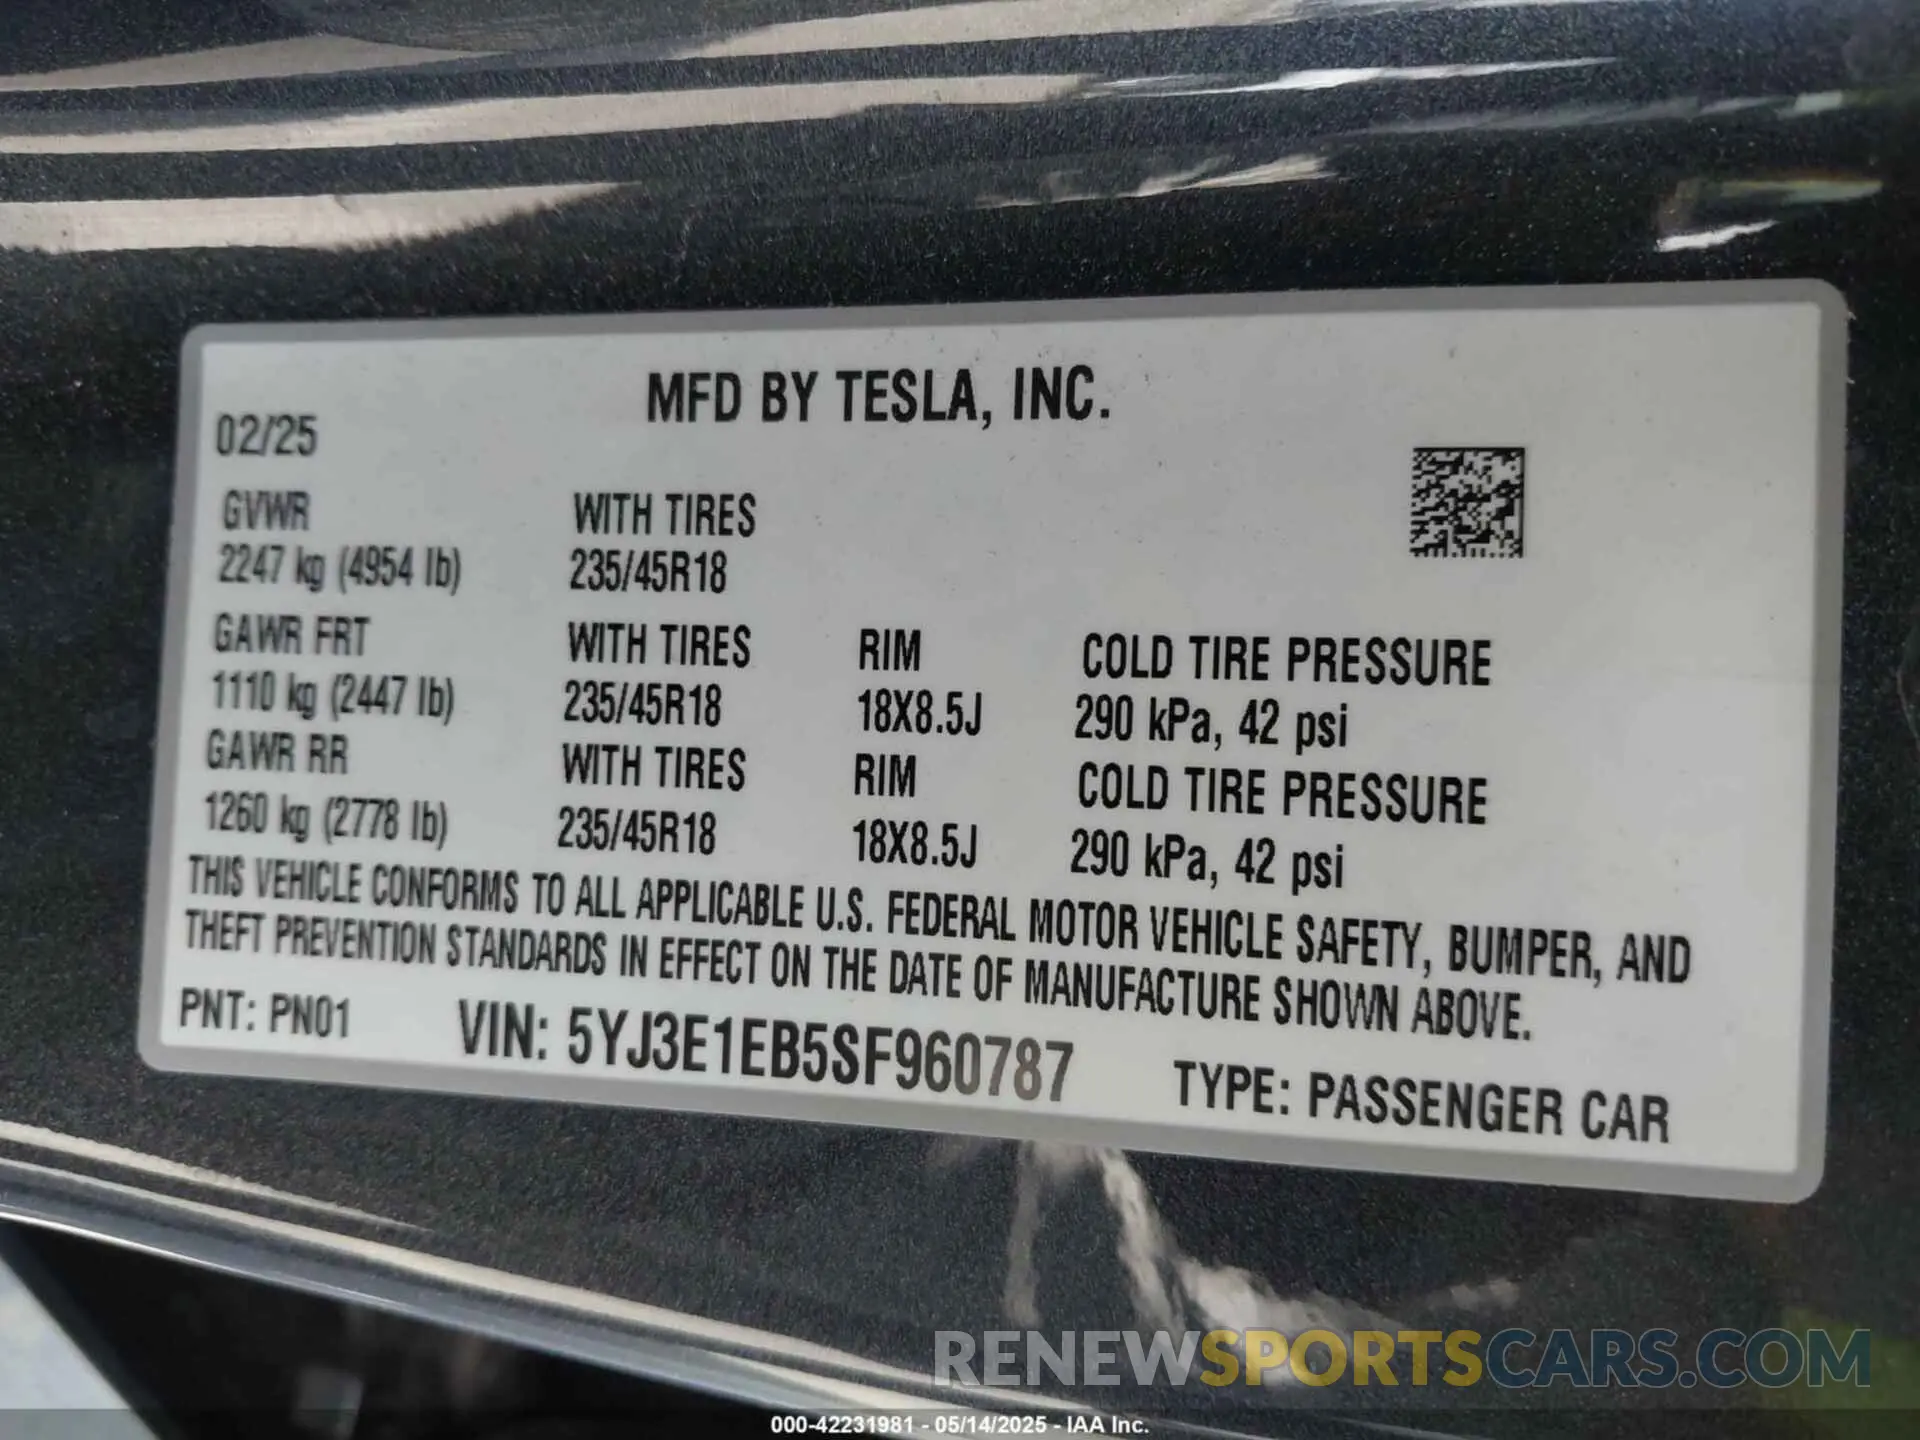 MFD BY TESLA, INC.
02/25
GVWR WITH TIRES
2247 kg (4954 lb) 235/45R18
GAWR FRT WITH TIRES RIM COLD TIRE PRESSURE
1110 kg (2447 lb) 235/45R18 18X8.5J 290 kPa, 42 psi
GAWR RR WITH TIRES RIM COLD TIRE PRESSURE
1260 kg (2778 lb) 235/45R18 18X8.5J 290 kPa, 42 psi
THIS VEHICLE CONFORMS TO ALL APPLICABLE U.S. FEDERAL MOTOR VEHICLE SAFETY, BUMPER, AND
THEFT PREVENTION STANDARDS IN EFFECT ON THE DATE OF MANUFACTURE SHOWN ABOVE.
PNT: PN01 VIN: 5YJ3E1EB5SF960787 TYPE: PASSENGER CAR
RENEWSPORTSCARS.COM
000-42231981 - 05/14/2025 - IAA Inc.